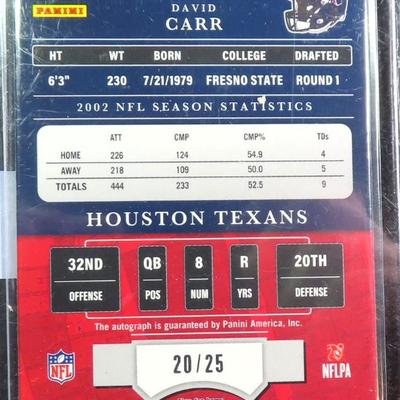 PANINI
DAVID
CARR
HT WT BORN COLLEGE DRAFTED
6'3" 230 7/21/1979 FRESNO STATE ROUND 1
2002 NFL SEASON STATISTICS
ATT CMP CMP% TDs
HOME 226 124 54.9 4
AWAY 218 109 50.0 5
TOTALS 444 233 52.5 9
HOUSTON TEXANS
32ND QB 8 R 20TH
OFFENSE POS NUM YRS DEFENSE
The autograph is guaranteed by Panini America, Inc.
20/25
NFL NFLPA